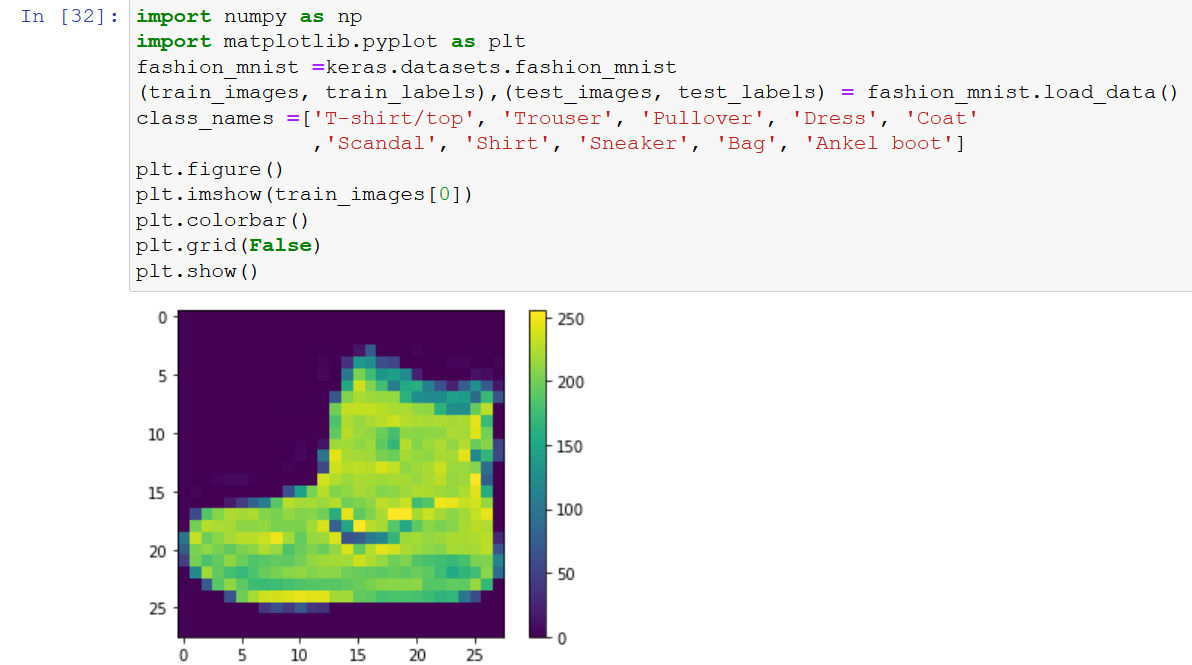 In [32]: import numpy as np
import matplotlib.pyplot as plt
fashion_mnist =keras.datasets.fashion_mnist
(train_images, train_labels),(test_images, test_labels) = fashion_mnist.load_data()
class_names =['T-shirt/top', 'Trouser', 'Pullover', 'Dress', 'Coat'
,'Scandal', 'Shirt', 'Sneaker', 'Bag', 'Ankel boot']
plt.figure()
plt.imshow(train_images[0])
plt.colorbar()
plt.grid(False)
plt.show()
0
5
10
15
20
25
0 5 10 15 20 25
250
200
150
100
50
0